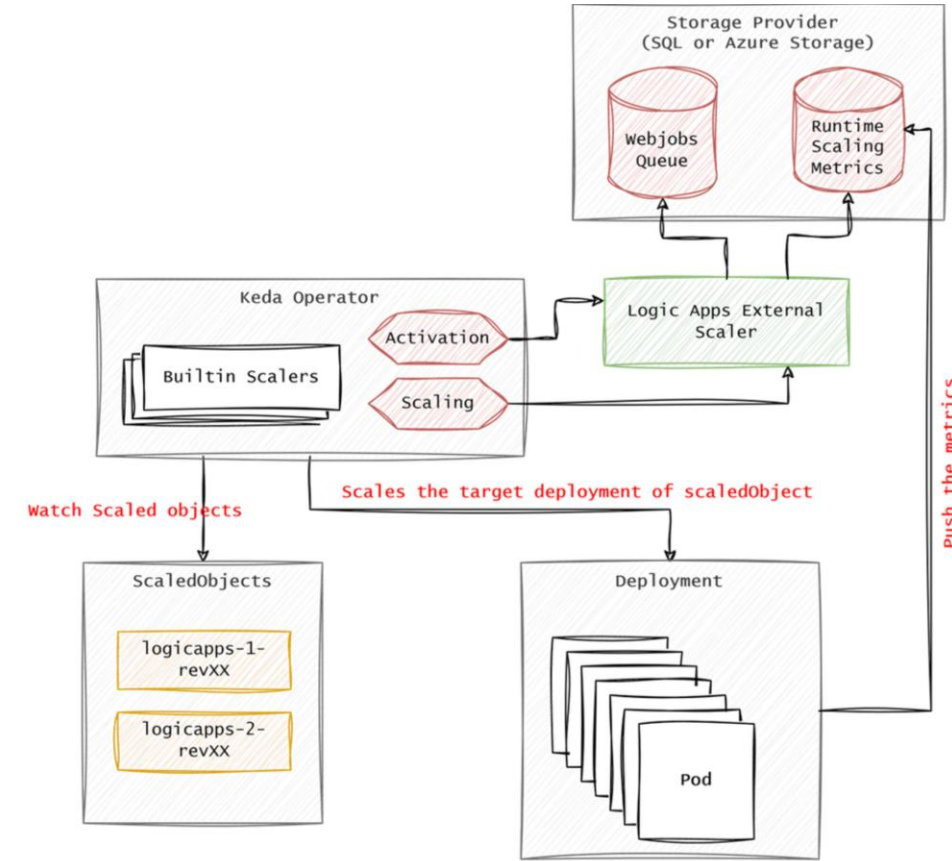 Storage Provider
(SQL or Azure Storage)
Webjobs
Queue
Runtime
Scaling
Metrics
Keda Operator
Activation
Builtin Scalers
Scaling
Logic Apps External
Scaler
Push the metrics
Watch Scaled objects
Scales the target deployment of scaledObject
ScaledObjects
logicapps-1-
revXX
logicapps-2-
revXX
Deployment
Pod